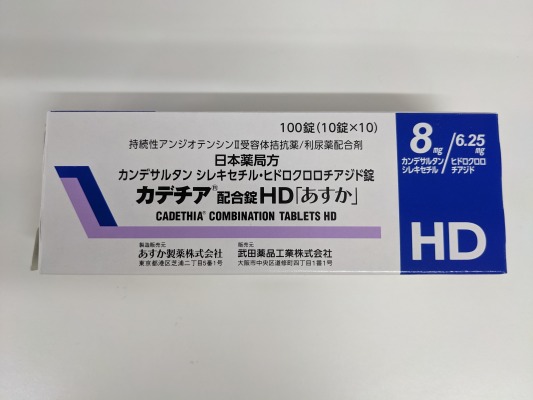 100錠(10錠×10)
持続性アンジオテンシンⅡ受容体拮抗薬/利尿薬配合剤
日本薬局方
カンデサルタン シレキセチル・ヒドロクロロチアジド錠
カデチア®配合錠HD「あすか」
CADETHIA® COMBINATION TABLETS HD
製造販売元
あすか製薬株式会社
東京都港区芝浦二丁目5番1号
販売元
武田薬品工業株式会社
大阪市中央区道修町四丁目1番1号
8mg/6.25mg
カンデサルタン
シレキセチル
ヒドロクロロ
チアジド
HD